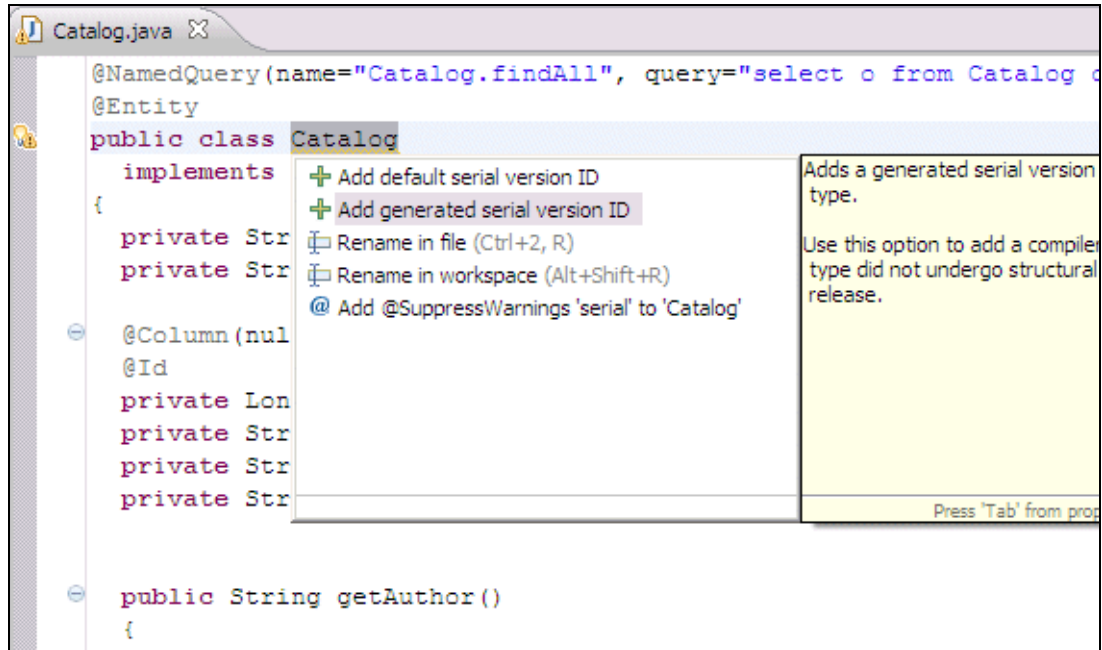 Catalog.java
@NamedQuery(name="Catalog.findAll", query="select o from Catalog
@Entity
public class Catalog
implements
{
private Str
private Str
@Column(nul
@Id
private Lon
private Str
private Str
private Str
public String getAuthor()
{
Add default serial version ID
Add generated serial version ID
Rename in file (Ctrl+2, R)
Rename in workspace (Alt+Shift+R)
@ Add @SuppressWarnings 'serial' to 'Catalog'
Adds a generated serial version
type.
Use this option to add a compiler
type did not undergo structural
release.
Press 'Tab' from prop